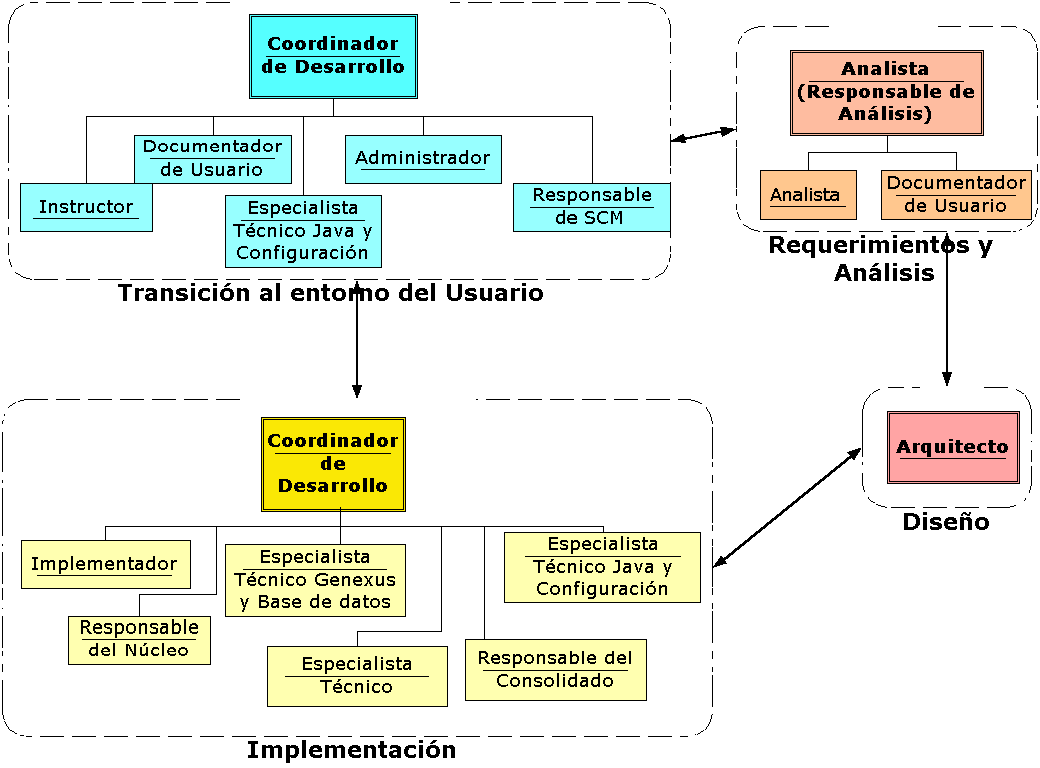 Coordinador
de Desarrollo
Documentador
de Usuario
Administrador
Instructor
Especialista
Técnico Java y
Configuración
Responsable
de SCM
Transición al entorno del Usuario
Analista
(Responsable de
Análisis)
Analista
Documentador
de Usuario
Requerimientos y
Análisis
Coordinador
de
Desarrollo
Implementador
Especialista
Técnico Genexus
y Base de datos
Especialista
Técnico Java y
Configuración
Responsable
del Núcleo
Especialista
Técnico
Responsable del
Consolidado
Implementación
Arquitecto
Diseño